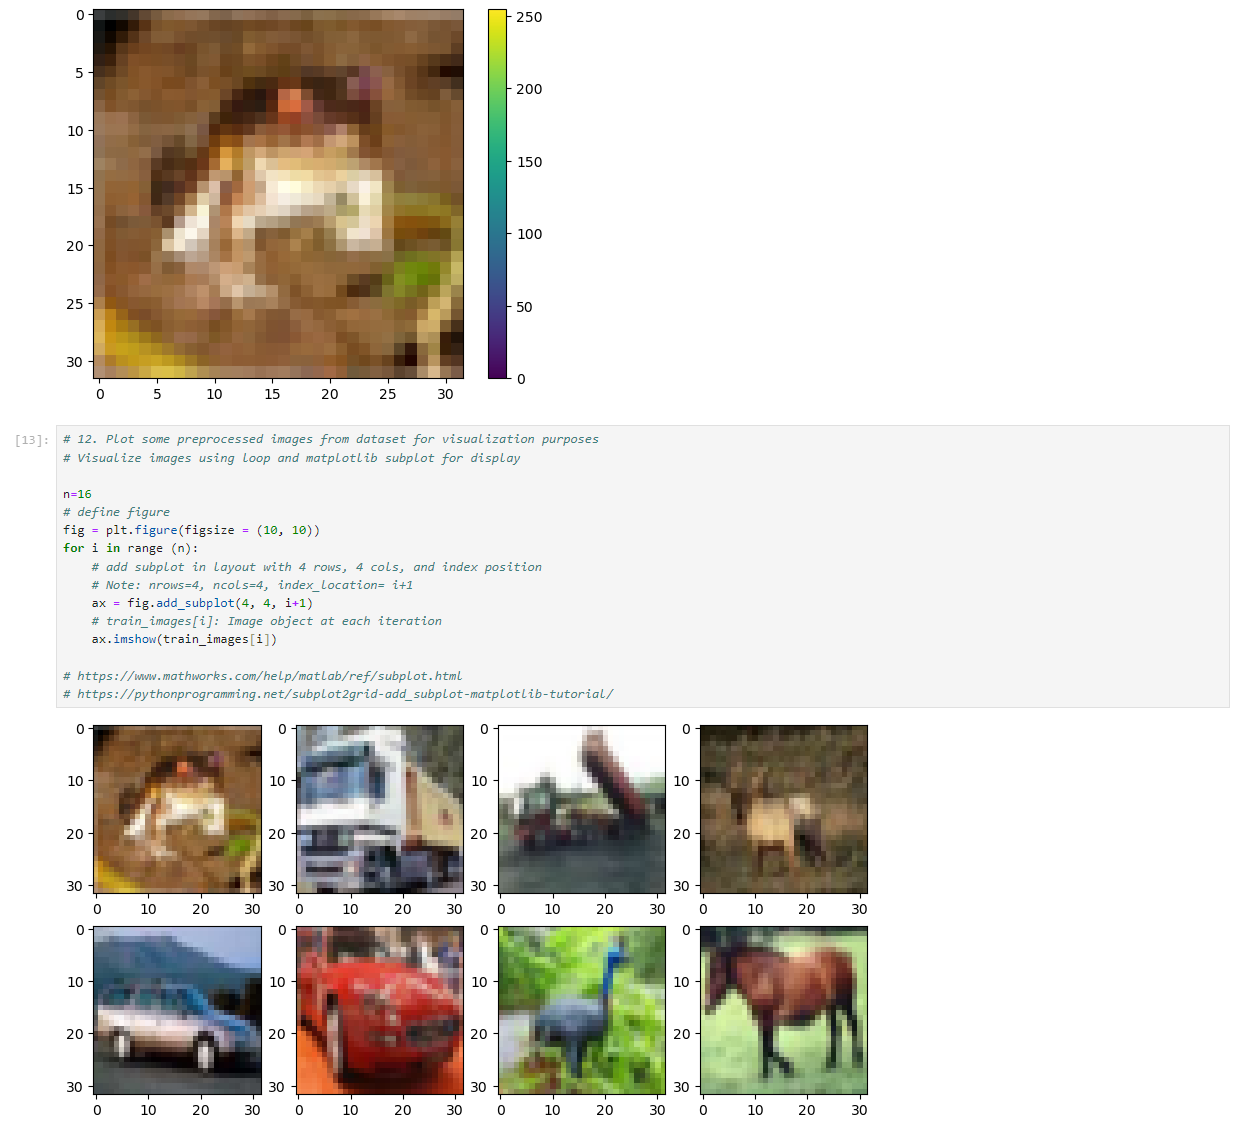 0
5
10
15
20
25
30
0 5 10 15 20 25 30
250
200
150
100
50
0
[13]:
# 12. Plot some preprocessed images from dataset for visualization purposes
# Visualize images using loop and matplotlib subplot for display
n=16
# define figure
fig = plt.figure(figsize = (10, 10))
for i in range (n):
# add subplot in layout with 4 rows, 4 cols, and index position
# Note: nrows=4, ncols=4, index_location= i+1
ax = fig.add_subplot(4, 4, i+1)
# train_images[i]: Image object at each iteration
ax.imshow(train_images[i])
# https://www.mathworks.com/help/matlab/ref/subplot.html
# https://pythonprogramming.net/subplot2grid-add_subplot-matplotlib-tutorial/
0 0 0 0
10 10 10 10
20 20 20 20
30 30 30 30
0 10 20 30 0 10 20 30 0 10 20 30 0 10 20 30
0 0 0 0
10 10 10 10
20 20 20 20
30 30 30 30
0 10 20 30 0 10 20 30 0 10 20 30 0 10 20 30